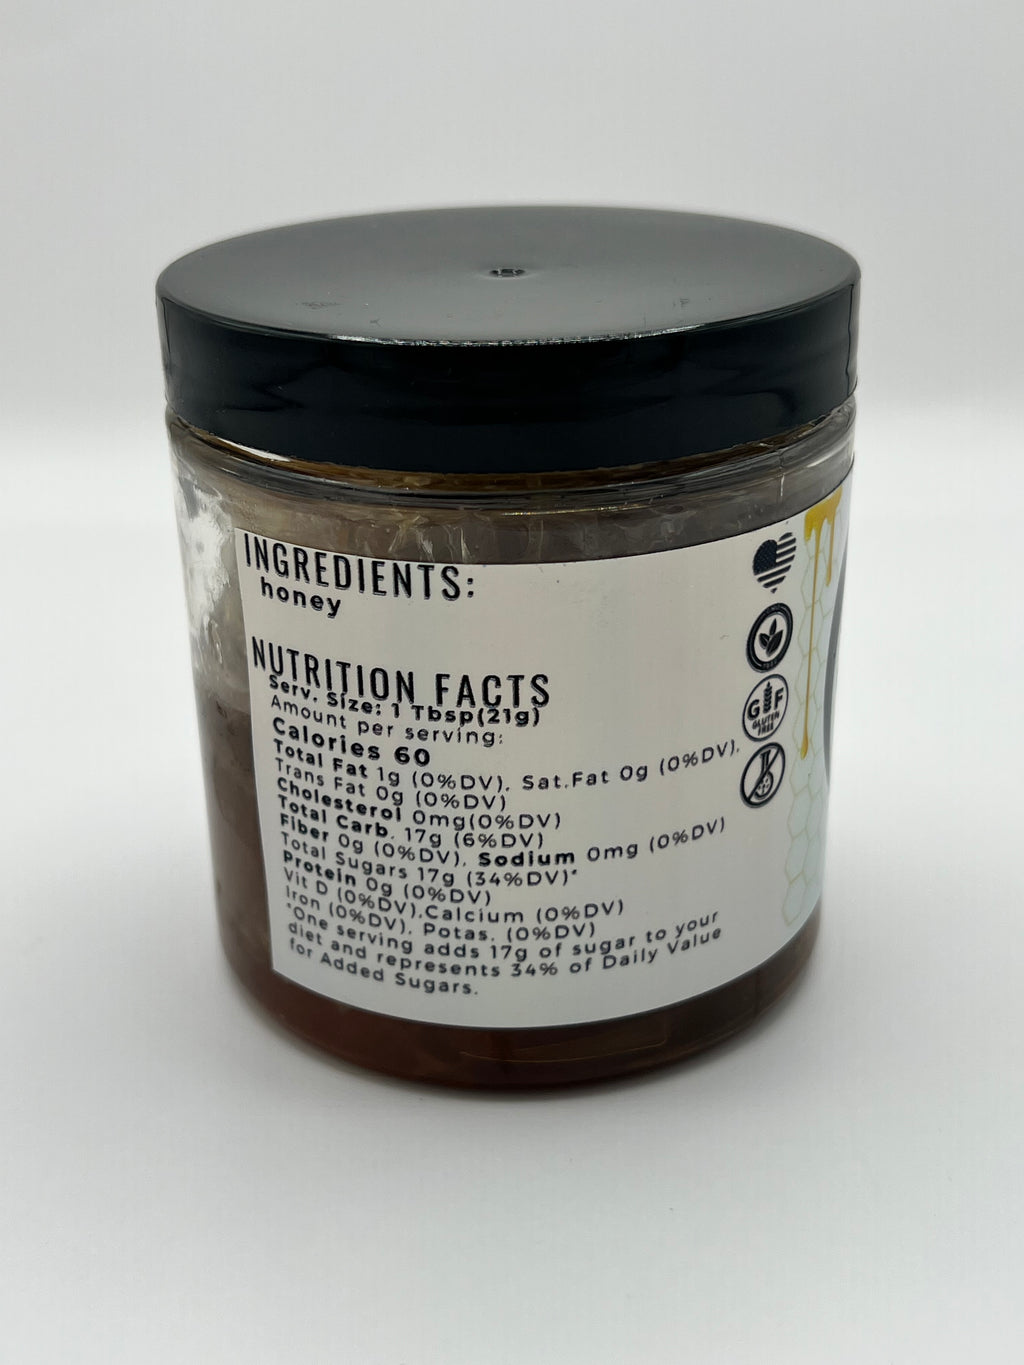 INGREDIENTS:
honey
NUTRITION FACTS
Serv. Size: 1 Tbsp(21g)
Amount per serving:
Calories 60
Total Fat 1g (0%DV), Sat.Fat 0g (0%DV),
Trans Fat 0g (0%DV)
Cholesterol 0mg(0%DV)
Total Carb. 17g (6%DV)
Fiber 0g (0%DV), Sodium 0mg (0%DV)
Total Sugars 17g (34%DV)*
Protein 0g (0%DV)
Vit D (0%DV),Calcium (0%DV)
Iron (0%DV), Potas. (0%DV)
*One serving adds 17g of sugar to your
diet and represents 34% of Daily Value
for Added Sugars.
G F
GLUTEN
FREE